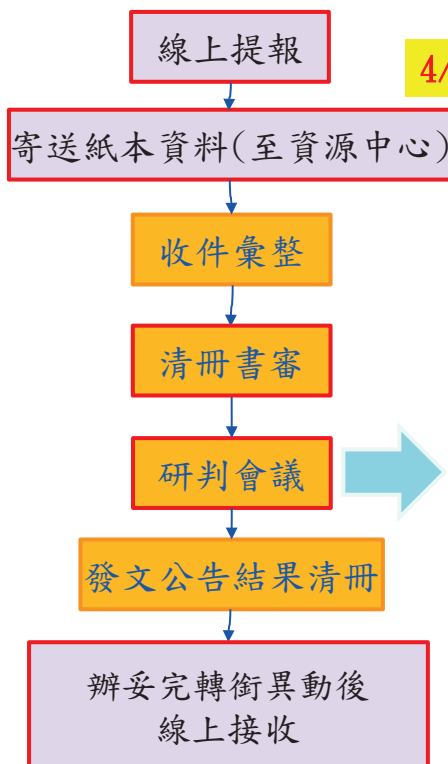 線上提報
4/
寄送紙本資料(至資源中心)
收件彙整
清冊書審
研判會議
發文公告結果清冊
辦妥完轉銜異動後
線上接收